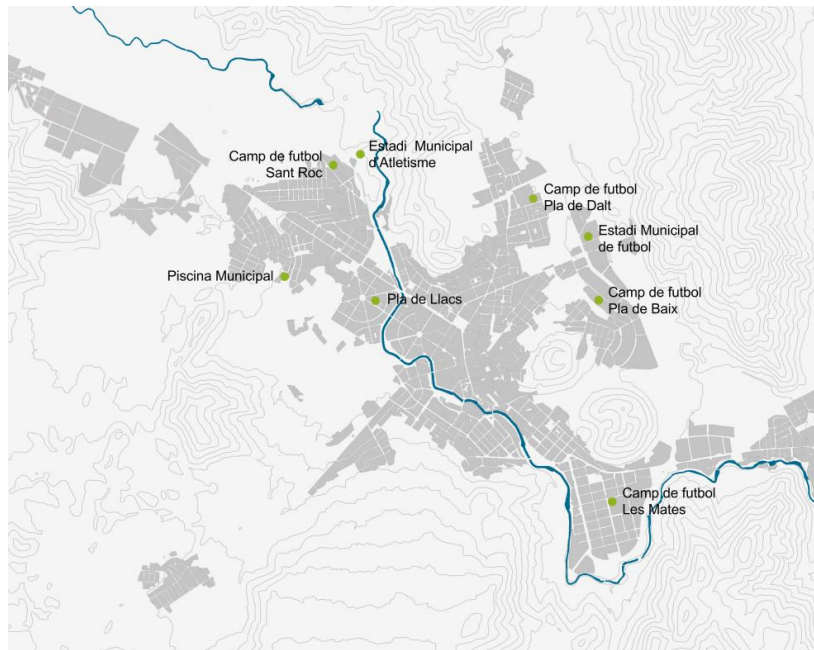 Estadi Municipal
d'Atletisme
Camp de futbol
Sant Roc
Camp de futbol
Pla de Dalt
Estadi Municipal
de futbol
Piscina Municipal
Pla de Llacs
Camp de futbol
Pla de Baix
Camp de futbol
Les Mates